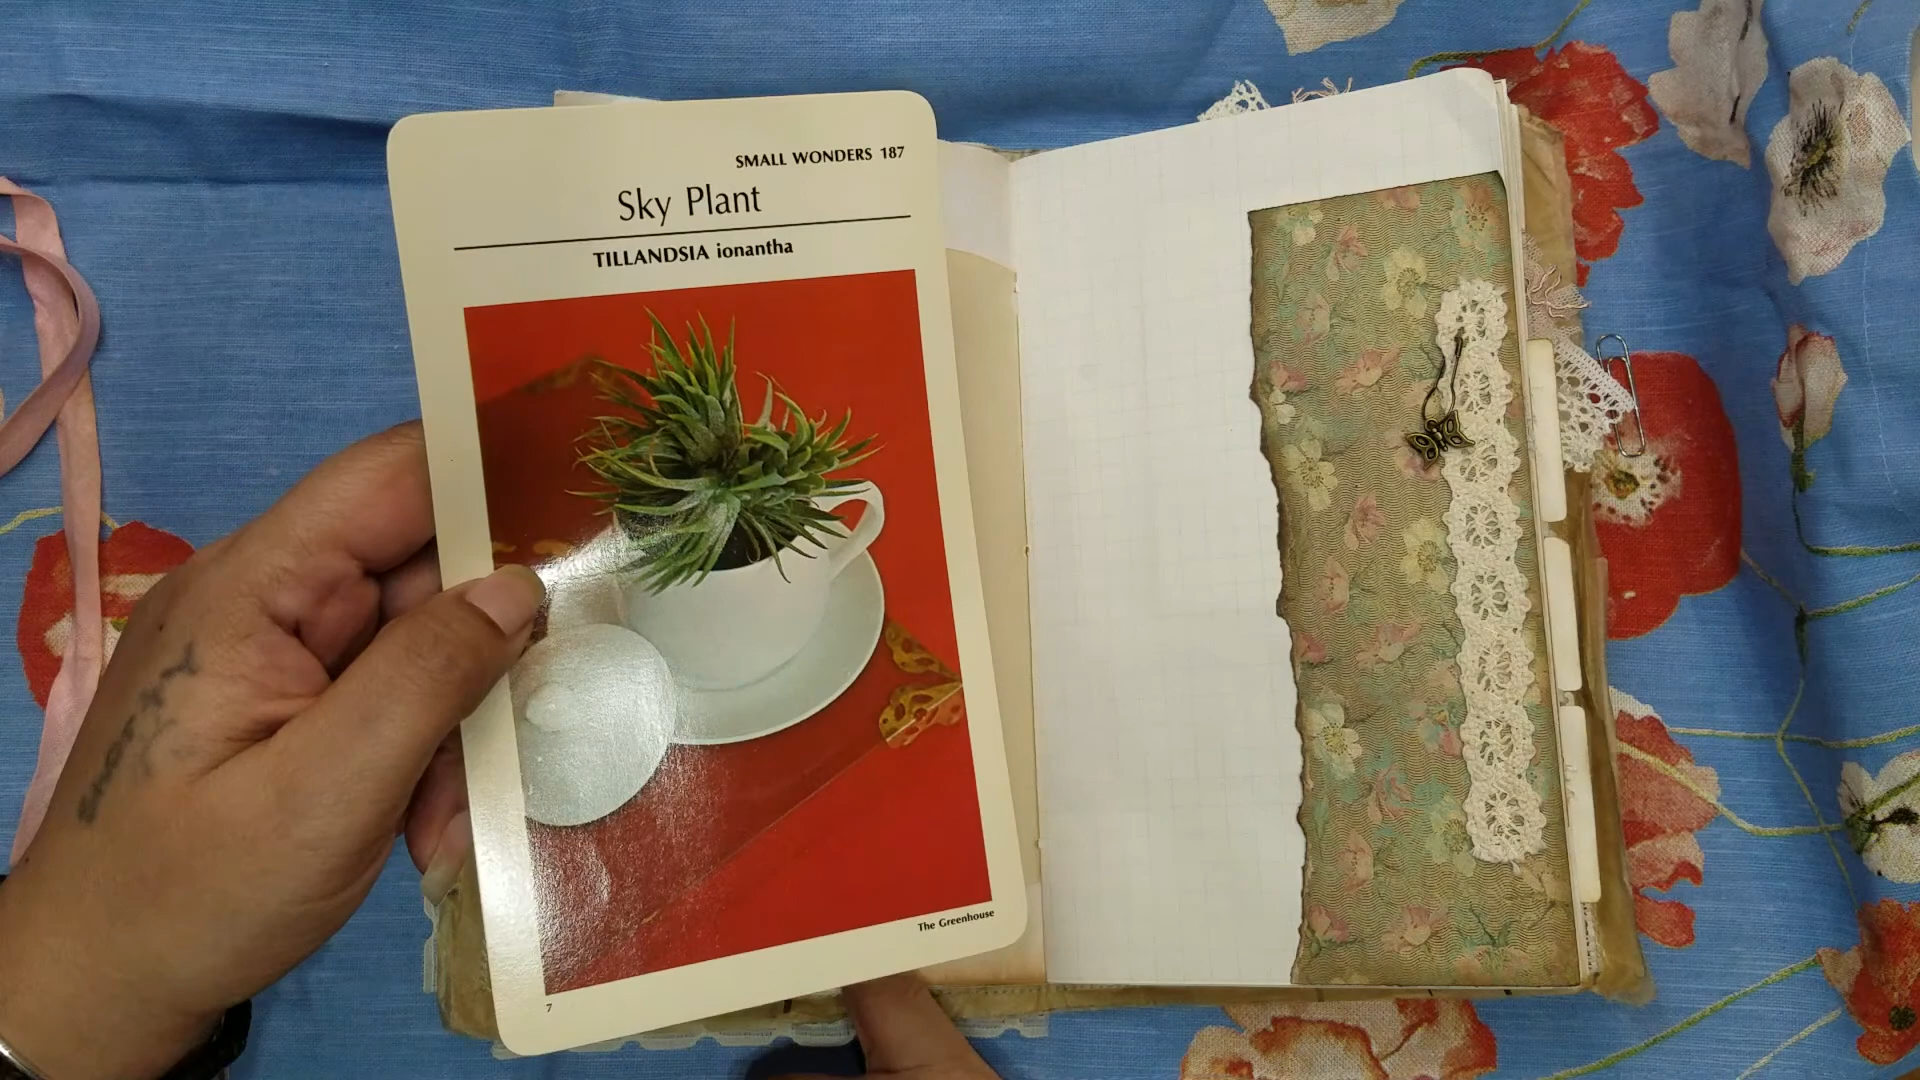 SMALL WONDERS 187
Sky Plant
TILLANDSIA ionantha
The Greenhouse
7